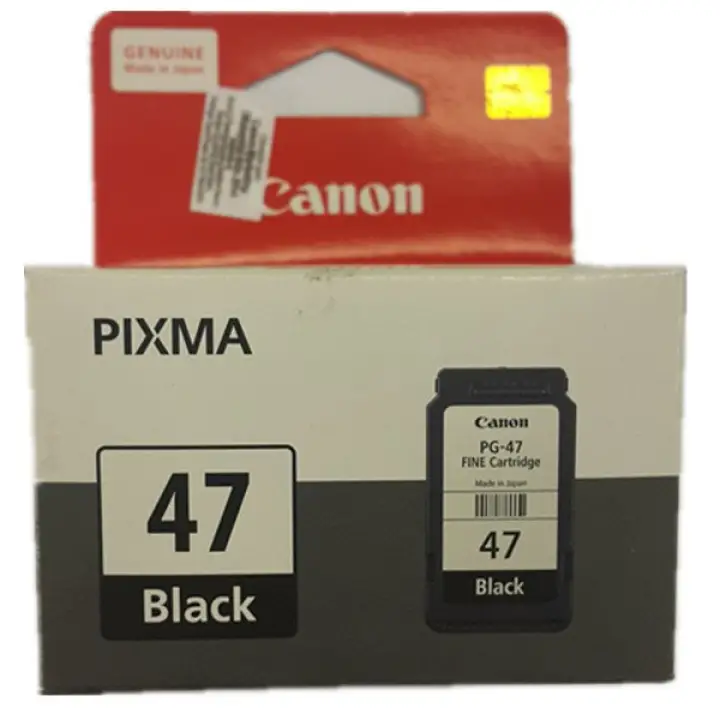 GENUINE
Made in Japan
Canon
PIXMA
47
Black
Canon
PG-47
FINE Cartridge
Made in Japan
47
Black